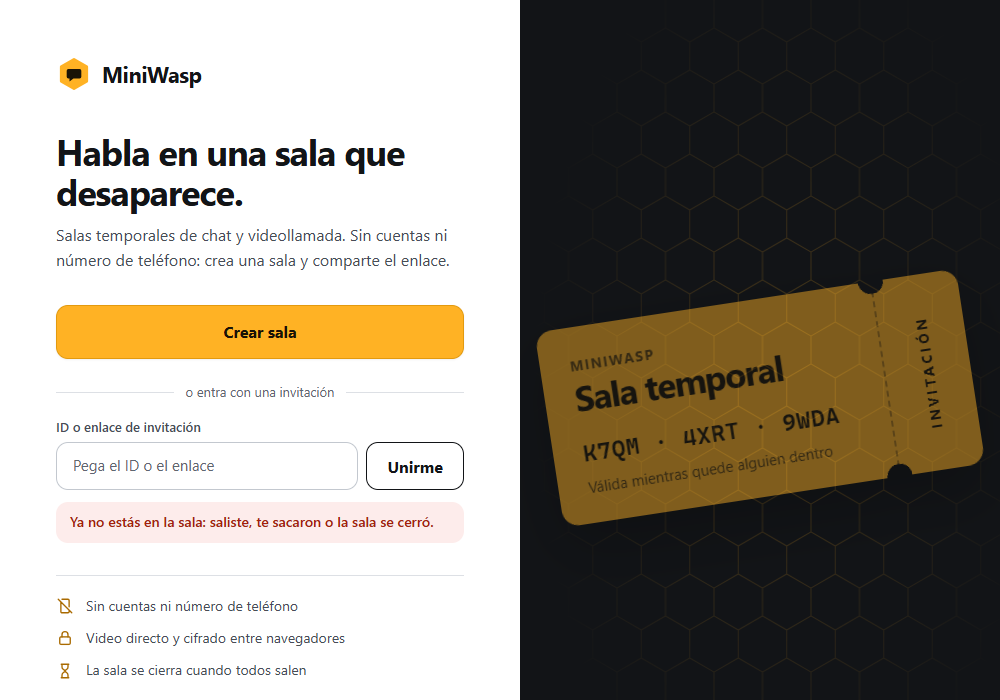 MiniWasp
Habla en una sala que
desaparece.
Salas temporales de chat y videollamada. Sin cuentas ni
número de teléfono: crea una sala y comparte el enlace.
Crear sala
o entra con una invitación
ID o enlace de invitación
Pega el ID o el enlace
Unirme
Ya no estás en la sala: saliste, te sacaron o la sala se cerró.
Sin cuentas ni número de teléfono
Video directo y cifrado entre navegadores
La sala se cierra cuando todos salen
MINIWASP
Sala temporal
K7QM · 4XRT · 9WDA
Válida mientras quede alguien dentro
INVITACIÓN